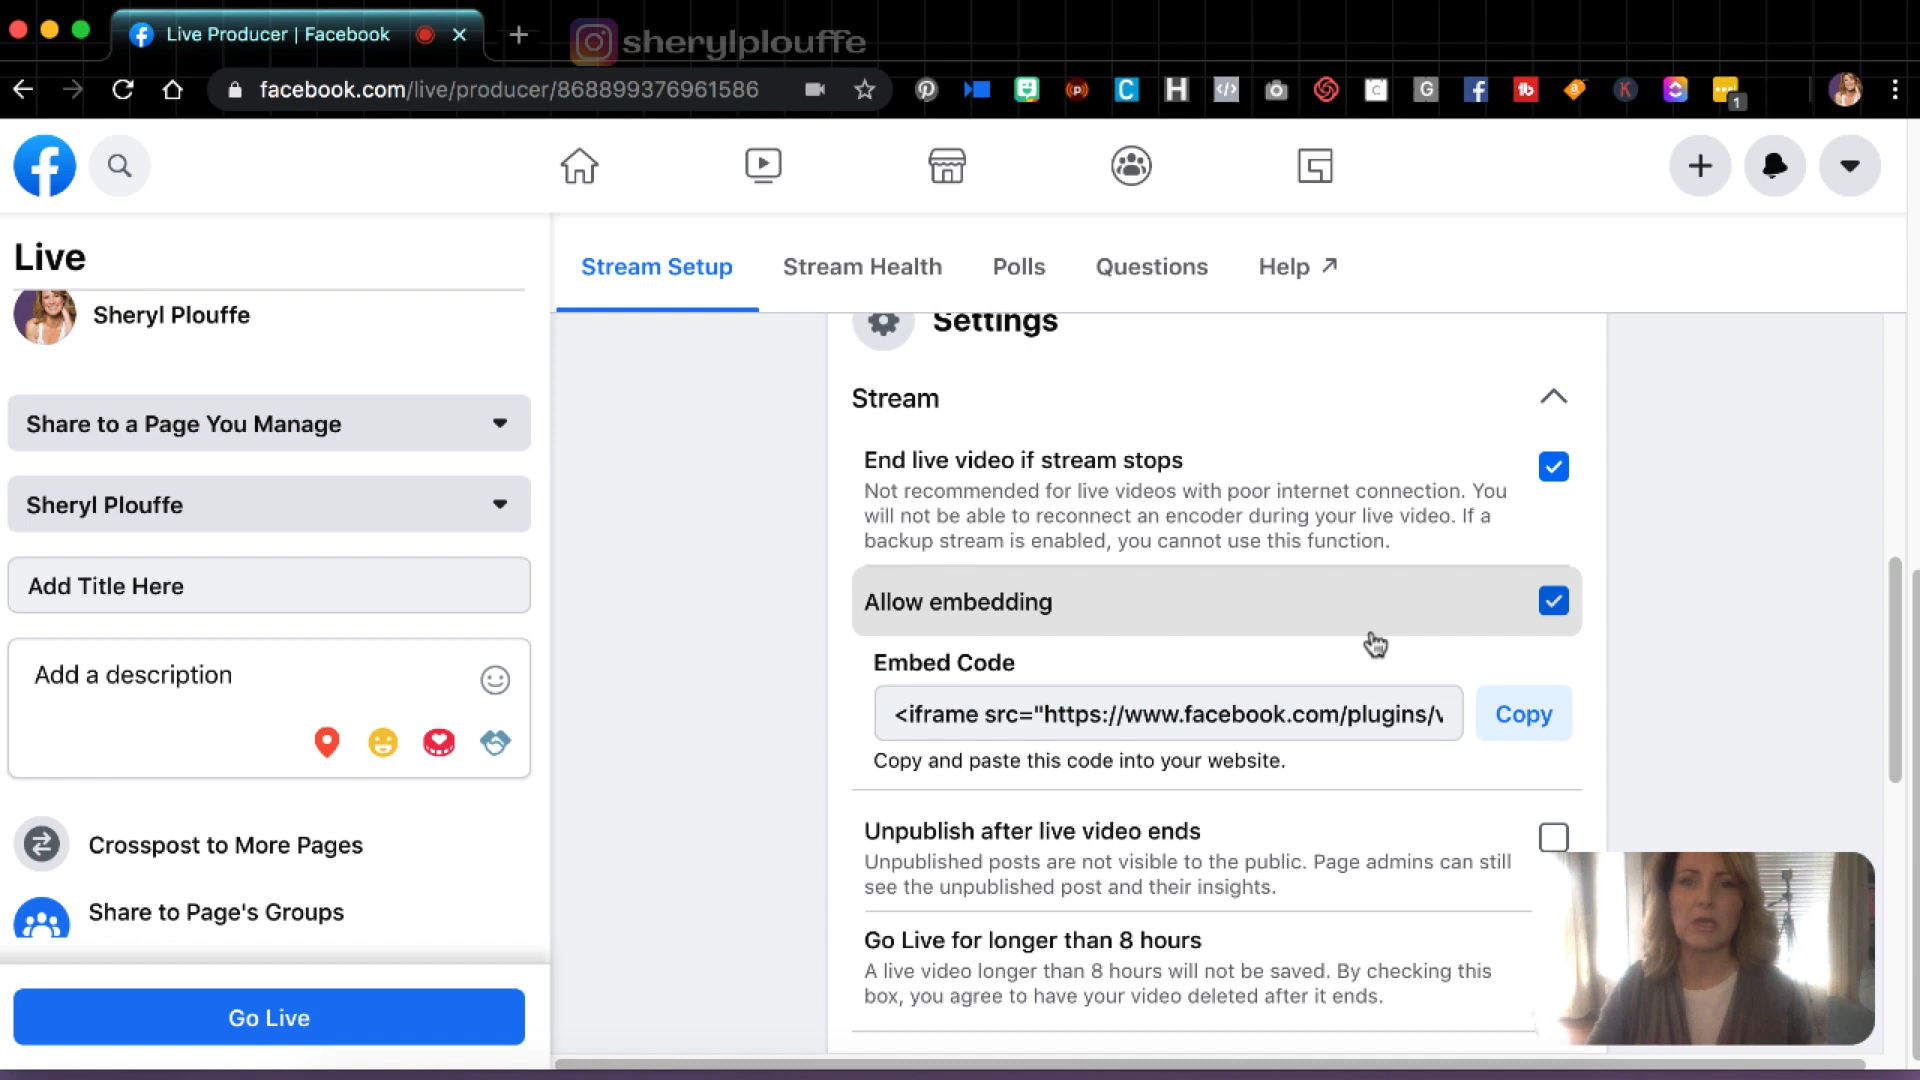 Live Producer | Facebook
sherylplouffe
facebook.com/live/producer/868899376961586
1
Live
Sheryl Plouffe
Share to a Page You Manage
Sheryl Plouffe
Add Title Here
Add a description
Crosspost to More Pages
Share to Page's Groups
Go Live
Stream Setup
Stream Health
Polls
Questions
Help
Settings
Stream
End live video if stream stops
Not recommended for live videos with poor internet connection. You
will not be able to reconnect an encoder during your live video. If a
backup stream is enabled, you cannot use this function.
Allow embedding
Embed Code
<iframe src="https://www.facebook.com/plugins/v
Copy
Copy and paste this code into your website.
Unpublish after live video ends
Unpublished posts are not visible to the public. Page admins can still
see the unpublished post and their insights.
Go Live for longer than 8 hours
A live video longer than 8 hours will not be saved. By checking this
box, you agree to have your video deleted after it ends.